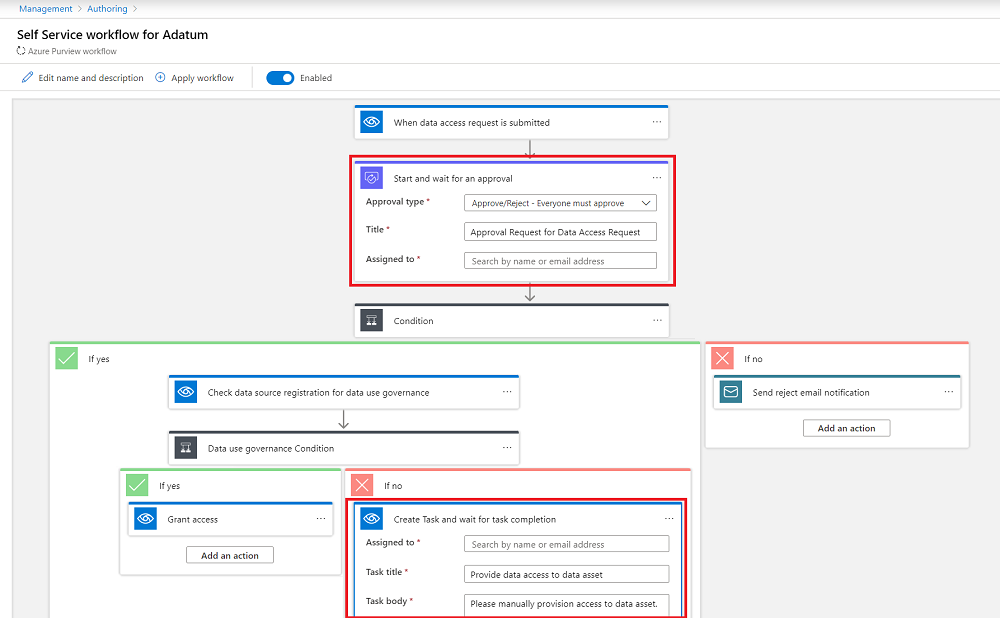 Management > Authoring >
Self Service workflow for Adatum
Azure Purview workflow
Edit name and description Apply workflow Enabled
When data access request is submitted ...
Start and wait for an approval ...
Approval type * Approve/Reject - Everyone must approve
Title * Approval Request for Data Access Request
Assigned to * Search by name or email address
Condition ...
If yes
If no
Check data source registration for data use governance ...
Send reject email notification ...
Add an action
Data use governance Condition ...
If yes
If no
Grant access ...
Create Task and wait for task completion ...
Assigned to * Search by name or email address
Add an action
Task title * Provide data access to data asset
Task body * Please manually provision access to data asset.